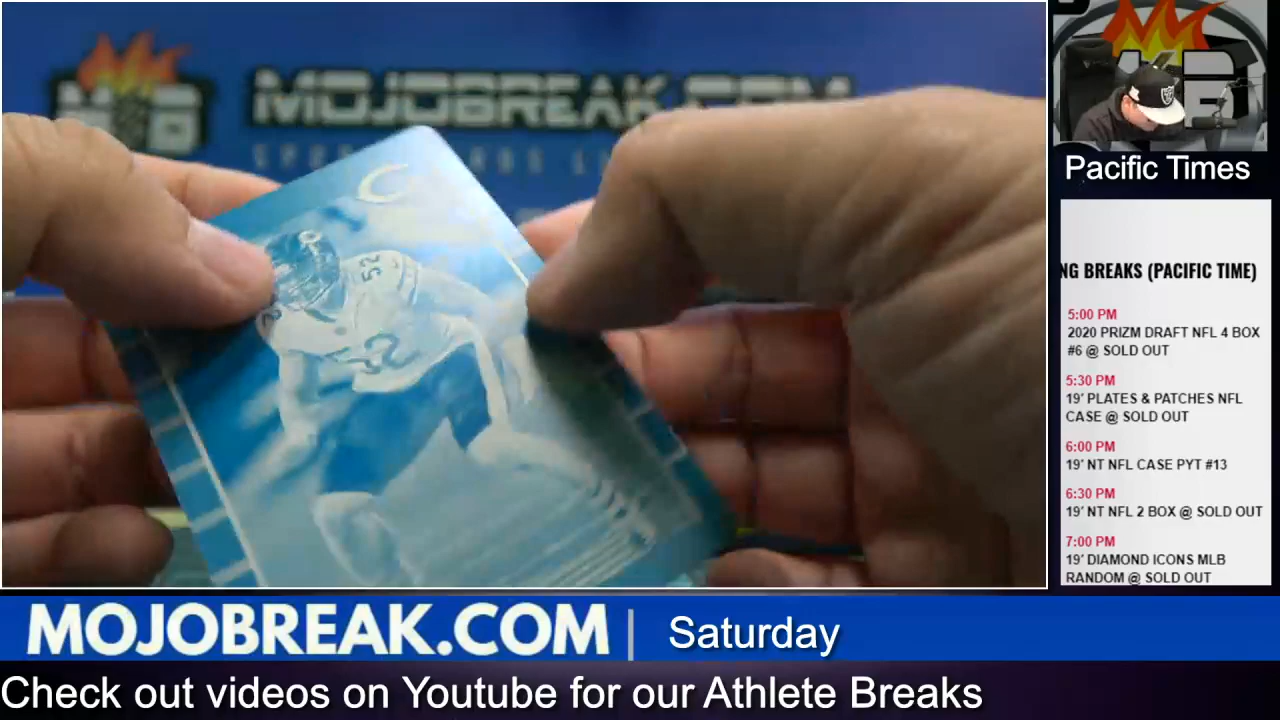 MOJOBREAK.COM
Pacific Times
NG BREAKS (PACIFIC TIME)
5:00 PM
2020 PRIZM DRAFT NFL 4 BOX
#6 @ SOLD OUT
5:30 PM
19' PLATES & PATCHES NFL
CASE @ SOLD OUT
6:00 PM
19' NT NFL CASE PYT #13
6:30 PM
19' NT NFL 2 BOX @ SOLD OUT
7:00 PM
19' DIAMOND ICONS MLB
RANDOM @ SOLD OUT
52
52
MOJOBREAK.COM | Saturday
Check out videos on Youtube for our Athlete Breaks